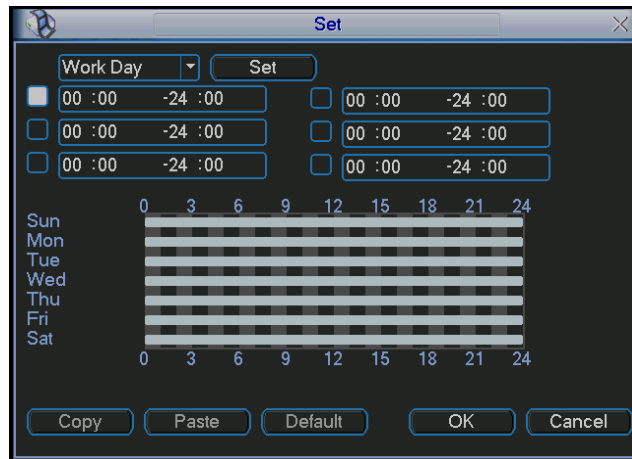 Set
Work Day Set
00 :00 -24 :00 00 :00 -24 :00
00 :00 -24 :00 00 :00 -24 :00
00 :00 -24 :00 00 :00 -24 :00
0 3 6 9 12 15 18 21 24
Sun
Mon
Tue
Wed
Thu
Fri
Sat
0 3 6 9 12 15 18 21 24
Copy Paste Default OK Cancel